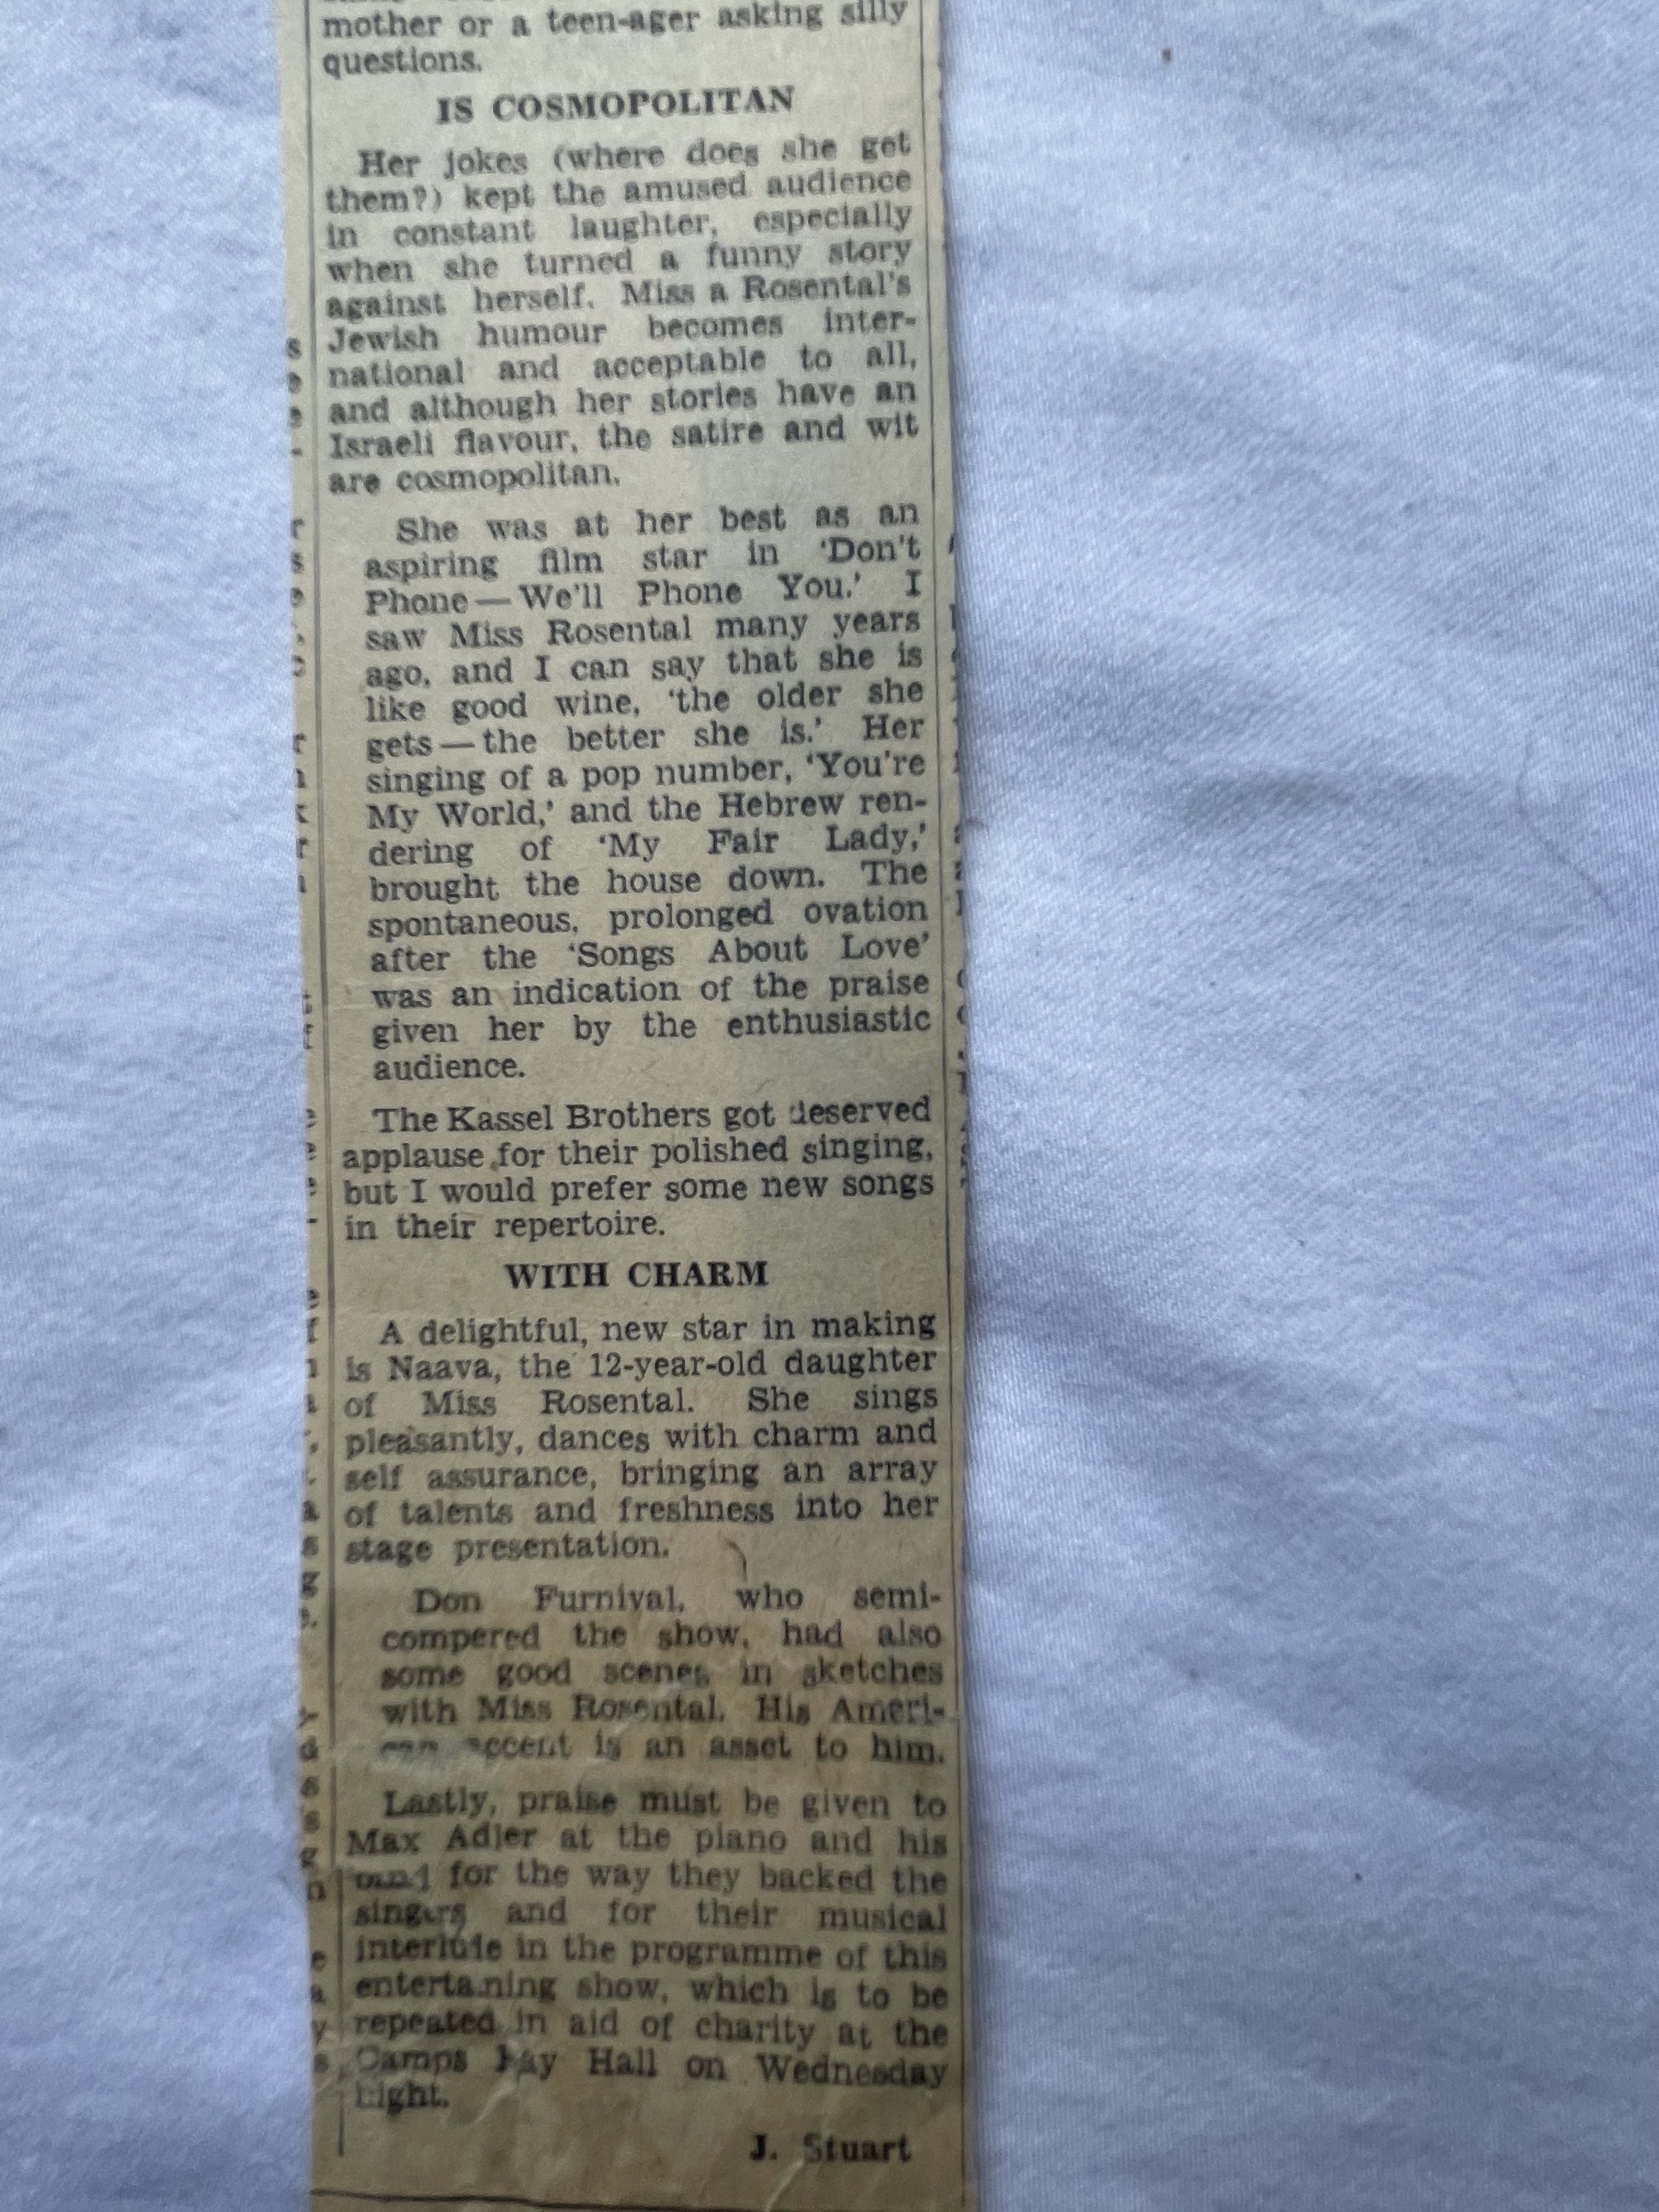 mother or a teen-ager asking silly
questions.
IS COSMOPOLITAN
Her jokes (where does she get
them?) kept the amused audience
in constant laughter, especially
when she turned a funny story
against herself. Miss a Rosental's
Jewish humour becomes inter-
national and acceptable to all,
and although her stories have an
Israeli flavour, the satire and wit
are cosmopolitan.
She was at her best as an
aspiring film star in 'Don't
Phone — We'll Phone You.' I
saw Miss Rosental many years
ago, and I can say that she is
like good wine, 'the older she
gets — the better she is.' Her
singing of a pop number, 'You're
My World,' and the Hebrew ren-
dering of 'My Fair Lady,'
brought the house down. The
spontaneous, prolonged ovation
after the 'Songs About Love'
was an indication of the praise
given her by the enthusiastic
audience.
The Kassel Brothers got deserved
applause for their polished singing,
but I would prefer some new songs
in their repertoire.
WITH CHARM
A delightful, new star in making
is Naava, the 12-year-old daughter
of Miss Rosental. She sings
pleasantly, dances with charm and
self assurance, bringing an array
of talents and freshness into her
stage presentation.
Don Furnival, who semi-
compered the show, had also
some good scenes in sketches
with Miss Rosental. His Ameri-
can accent is an asset to him.
Lastly, praise must be given to
Max Adler at the piano and his
band for the way they backed the
singers and for their musical
interlude in the programme of this
entertaining show, which is to be
repeated in aid of charity at the
Camps Bay Hall on Wednesday
night.
J. Stuart